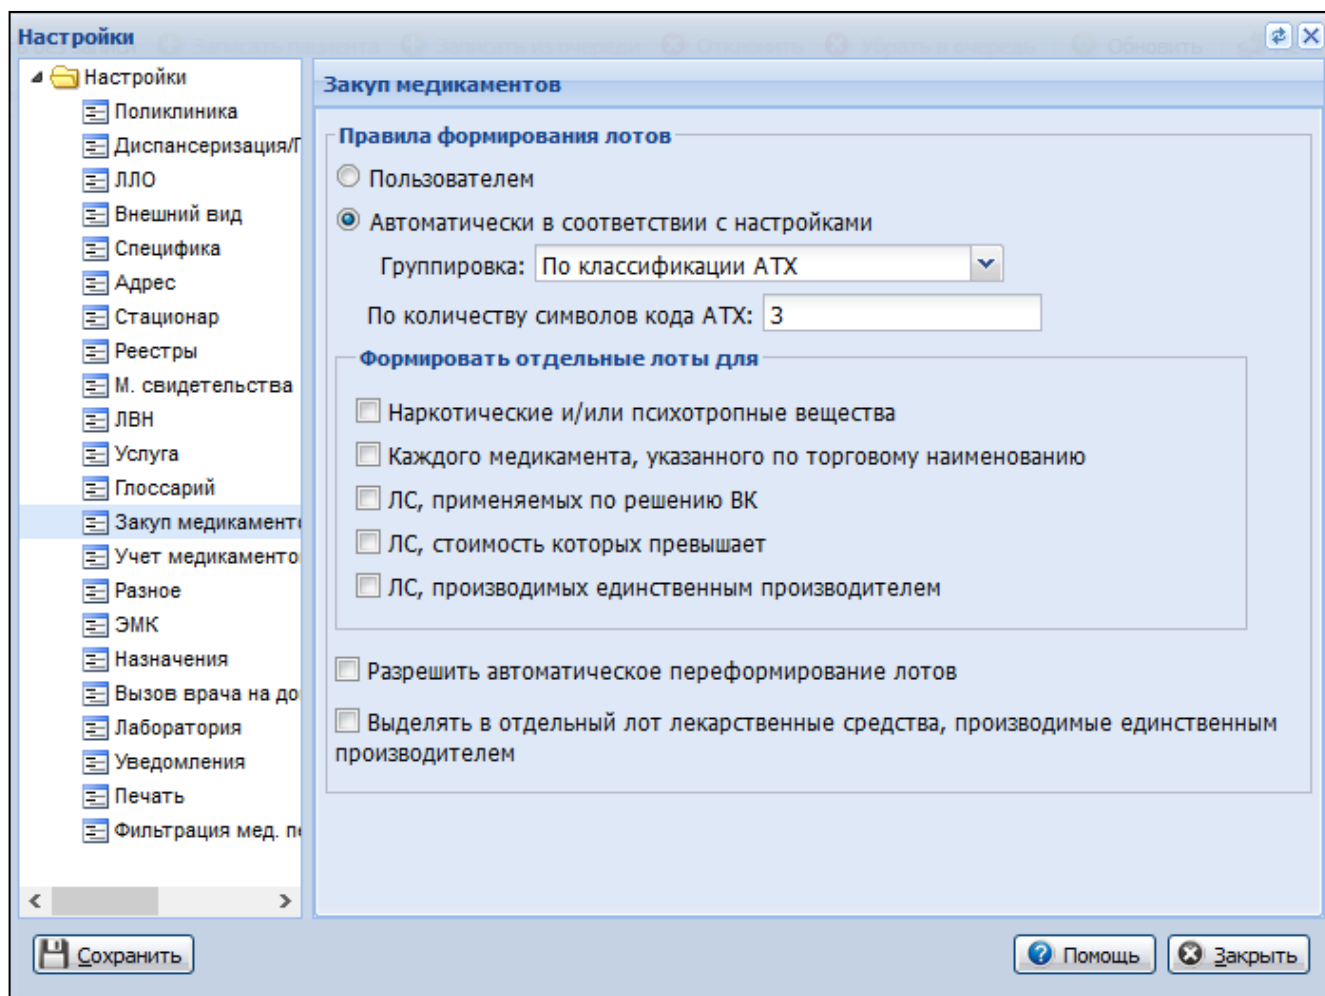 Настройки
Обновить
Настройки
Поликлиника
Диспансеризация/П
ЛЛО
Внешний вид
Специфика
Адрес
Стационар
Реестры
М. свидетельства
ЛВН
Услуга
Глоссарий
Закуп медикаменто
Учет медикаменто
Разное
ЭМК
Назначения
Вызов врача на до
Лаборатория
Уведомления
Печать
Фильтрация мед. пе
Закуп медикаментов
Правила формирования лотов
Пользователем
Автоматически в соответствии с настройками
Группировка: По классификации АТХ
По количеству символов кода АТХ: 3
Формировать отдельные лоты для
Наркотические и/или психотропные вещества
Каждого медикамента, указанного по торговому наименованию
ЛС, применяемых по решению ВК
ЛС, стоимость которых превышает
ЛС, производимых единственным производителем
Разрешить автоматическое переформирование лотов
Выделять в отдельный лот лекарственные средства, производимые единственным
производителем
Сохранить
Помощь
Закрыть